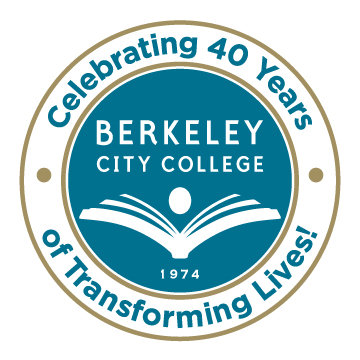 Celebrating 40 Years
BERKELEY
CITY COLLEGE
1974
of Transforming Lives!